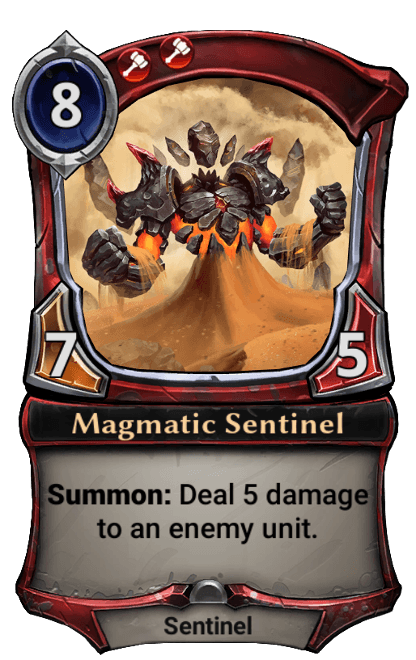 8
7
5
Magmatic Sentinel
Summon: Deal 5 damage
to an enemy unit.
Sentinel